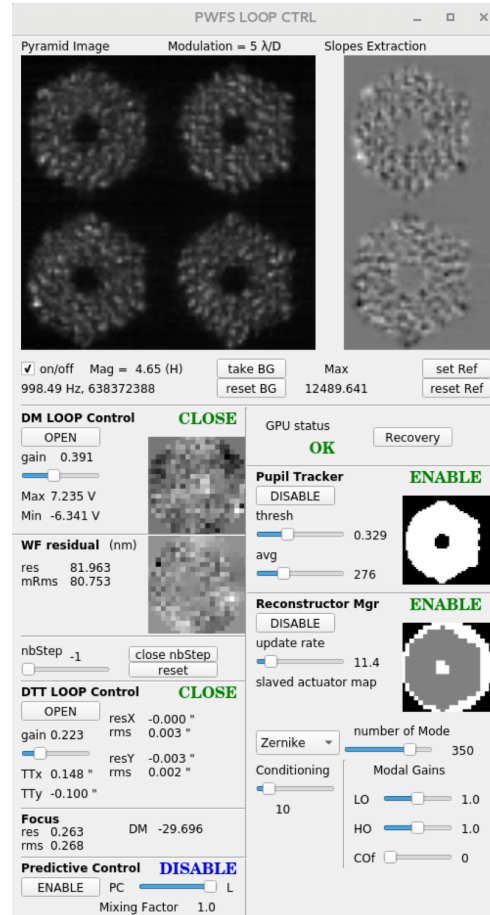 PWFS LOOP CTRL
Pyramid Image Modulation = 5 λ/D Slopes Extraction
on/off Mag = 4.65 (H) take BG Max set Ref
998.49 Hz, 638372388 reset BG 12489.641 reset Ref
DM LOOP Control CLOSE
OPEN
gain 0.391
Max 7.235 V
Min -6.341 V
WF residual (nm)
res 81.963
mRms 80.753
nbStep -1 close nbStep
reset
DTT LOOP Control CLOSE
OPEN
resX -0.000 "
gain 0.223 rms 0.003 "
resY -0.003 "
TTx 0.148 " rms 0.002 "
TTy -0.100 "
Focus
res 0.263 DM -29.696
rms 0.268
Predictive Control DISABLE
ENABLE PC L
Mixing Factor 1.0
GPU status
OK Recovery
Pupil Tracker ENABLE
DISABLE
thresh
0.329
avg
276
Reconstructor Mgr ENABLE
DISABLE
update rate
11.4
slaved actuator map
Zernike number of Mode
350
Conditioning Modal Gains
10
LO 1.0
HO 1.0
COf 0